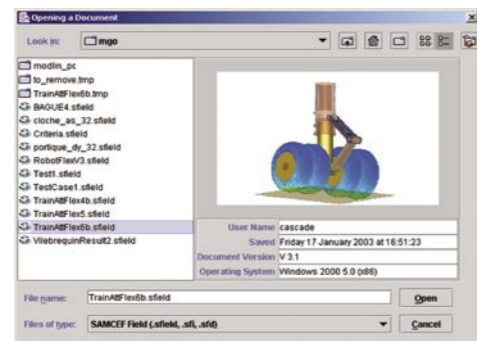 Opening a Document
Look in: mgo
modlin_pc
to_remove.tmp
TrainAttFlex6b.tmp
BAGUE4.sfield
cloche_as_32.sfield
Criteria.sfield
portique_dy_32.sfield
RobotFlexV3.sfield
Test1.sfield
TestCase1.sfield
TrainAttFlex4b.sfield
TrainAttFlex5.sfield
TrainAttFlex6b.sfield
VilebrequinResult2.sfield
User Name cascade
Saved Friday 17 January 2003 at 16:51:23
Document Version V 3.1
Operating System Windows 2000 5.0 (x86)
File name: TrainAttFlex6b.sfield
Open
Files of type: SAMCEF Field (.sfield, .sfi, .sfd)
Cancel